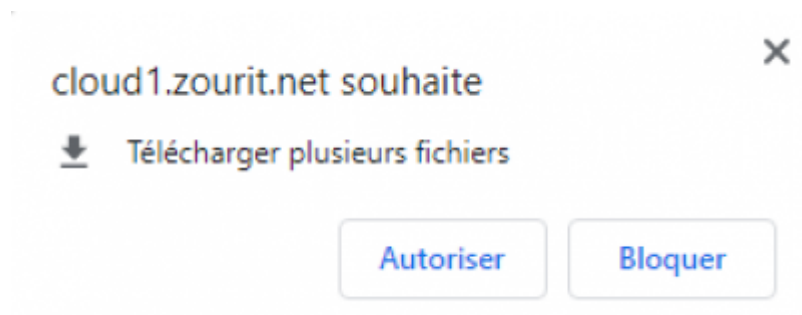 cloud1.zourit.net souhaite
Télécharger plusieurs fichiers
Autoriser
Bloquer